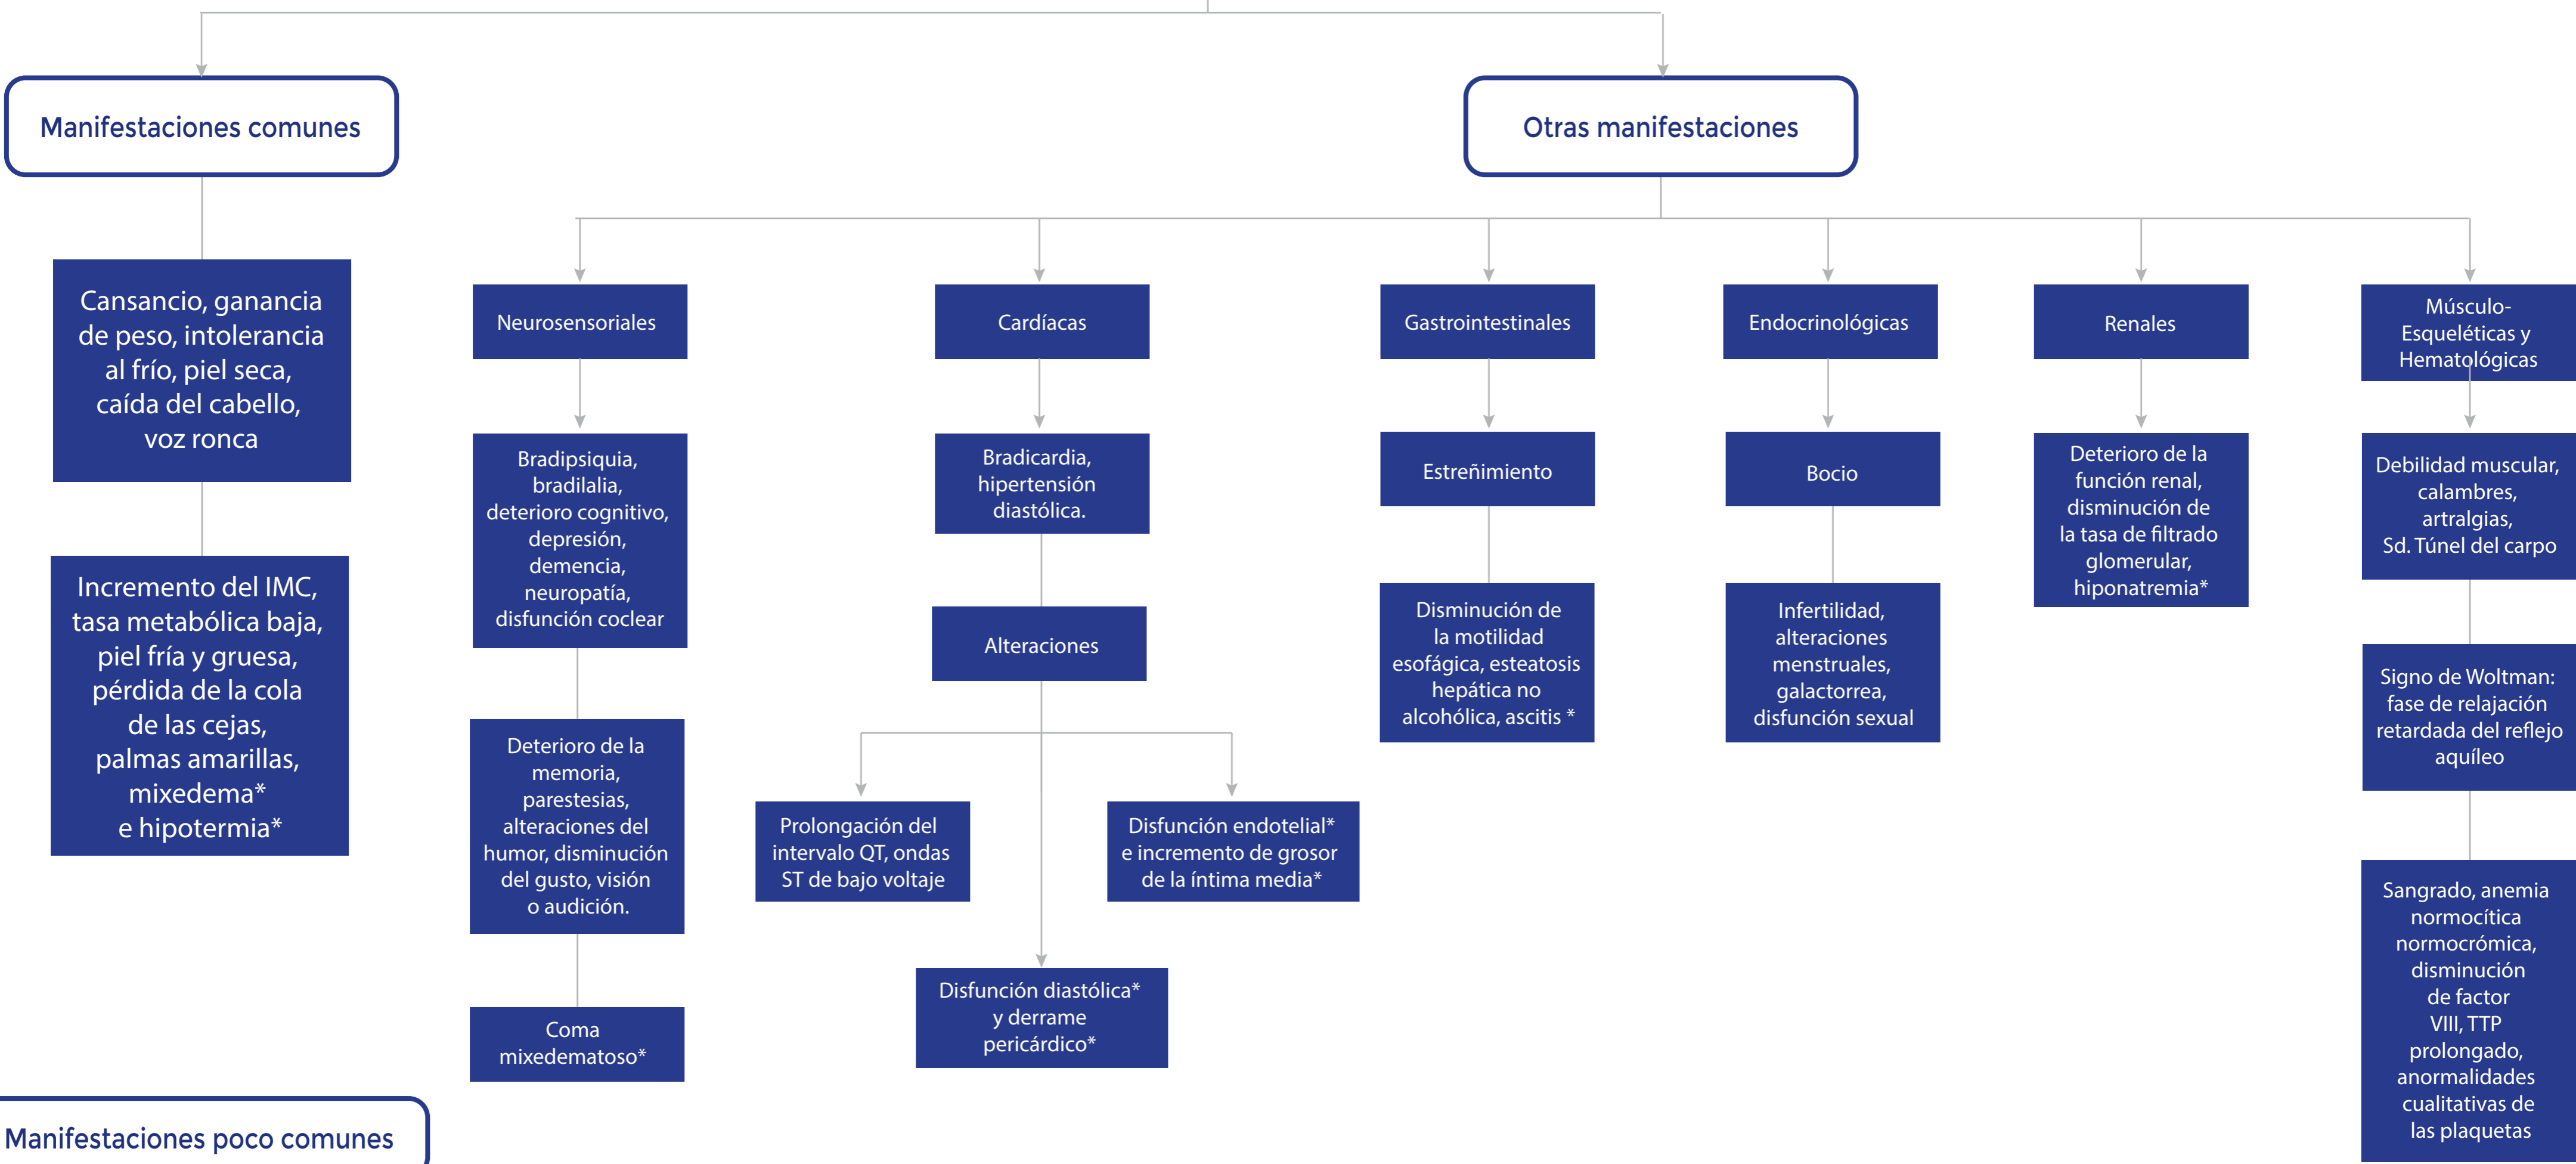 Manifestaciones comunes
Otras manifestaciones
Cansancio, ganancia
de peso, intolerancia
al frío, piel seca,
caída del cabello,
voz ronca
Incremento del IMC,
tasa metabólica baja,
piel fría y gruesa,
pérdida de la cola
de las cejas,
palmas amarillas,
mixedema*
e hipotermia*
Neurosensoriales
Bradipsiquia,
bradilalia,
deterioro cognitivo,
depresión,
demencia,
neuropatía,
disfunción coclear
Deterioro de la
memoria,
parestesias,
alteraciones del
humor, disminución
del gusto, visión
o audición.
Coma
mixedematoso*
Cardíacas
Bradicardia,
hipertensión
diastólica.
Alteraciones
Prolongación del
intervalo QT, ondas
ST de bajo voltaje
Disfunción endotelial*
e incremento de grosor
de la íntima media*
Disfunción diastólica*
y derrame
pericárdico*
Gastrointestinales
Estreñimiento
Disminución de
la motilidad
esofágica, esteatosis
hepática no
alcohólica, ascitis *
Endocrinológicas
Bocio
Infertilidad,
alteraciones
menstruales,
galactorrea,
disfunción sexual
Renales
Deterioro de la
función renal,
disminución de
la tasa de filtrado
glomerular,
hiponatremia*
Músculo-
Esqueléticas y
Hematológicas
Debilidad muscular,
calambres,
artralgias,
Sd. Túnel del carpo
Signo de Woltman:
fase de relajación
retardada del reflejo
aquíleo
Sangrado, anemia
normocítica
normocrómica,
disminución
de factor
VIII, TTP
prolongado,
anormalidades
cualitativas de
las plaquetas
Manifestaciones poco comunes